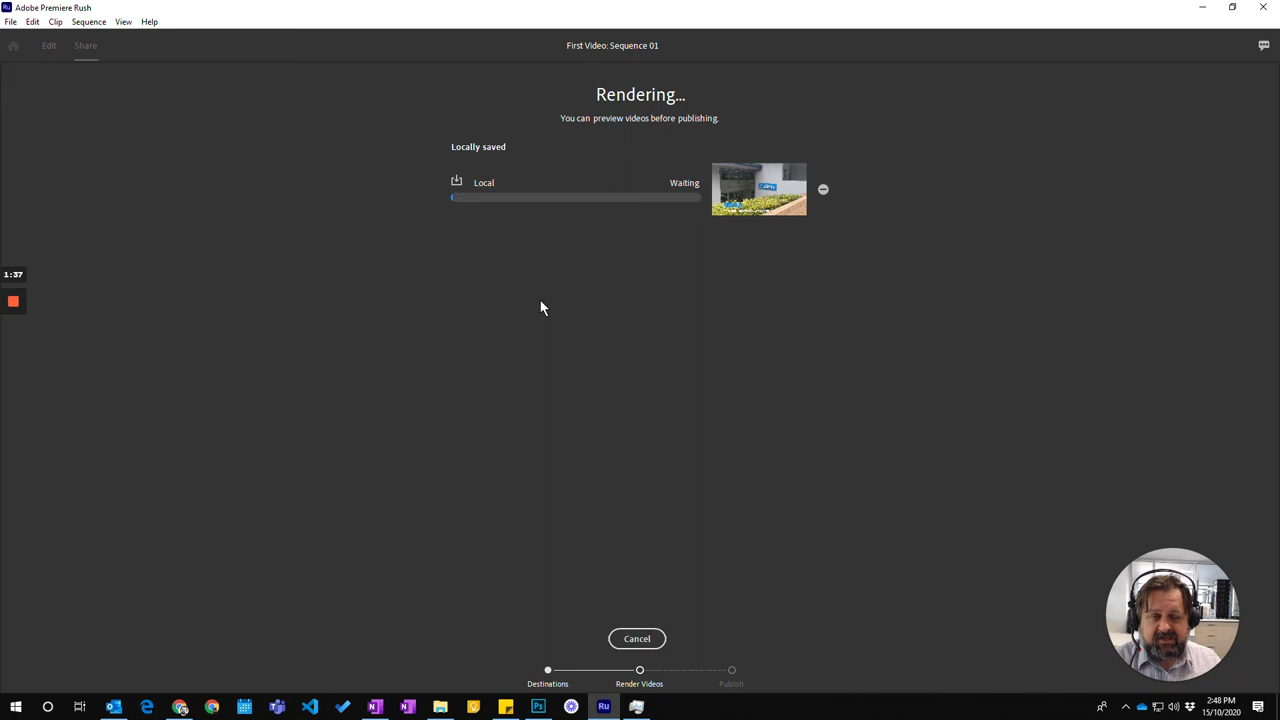 Adobe Premiere Rush
File Edit Clip Sequence View Help
Edit Share First Video: Sequence 01
Rendering...
You can preview videos before publishing.
Locally saved
Local Waiting
1:37
Cancel
Destinations Render Videos Publish
2:48 PM
15/10/2020